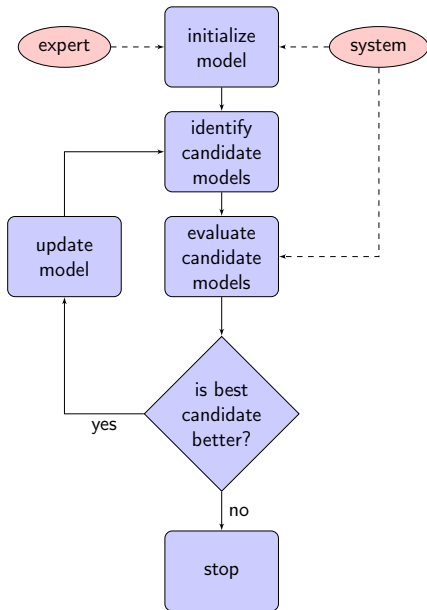 expert
initialize
model
system
identify
candidate
models
update
model
evaluate
candidate
models
is best
candidate
better?
yes
no
stop